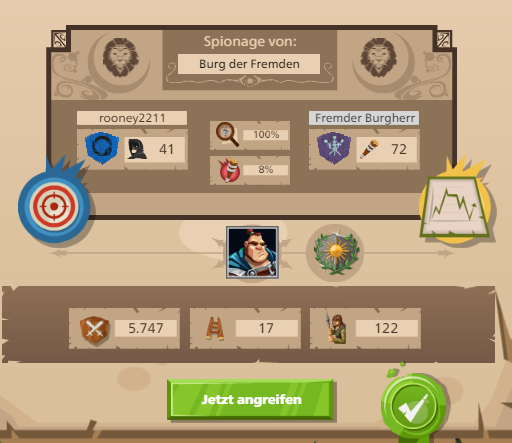 Spionage von:
Burg der Fremden
rooney2211
Fremder Burgherr
41
100%
72
8%
5.747
17
122
Jetzt angreifen